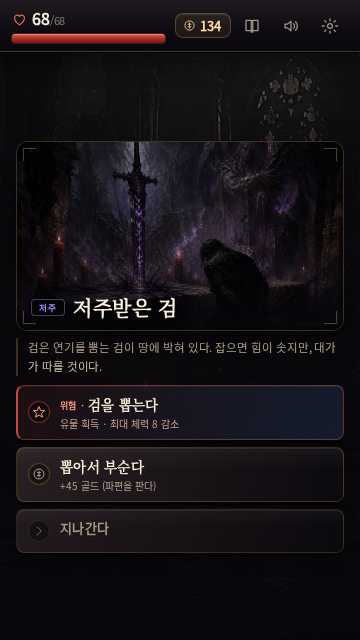 68/68
134
저주
저주받은 검
검은 연기를 뿜는 검이 땅에 박혀 있다. 잡으면 힘이 솟지만, 대가
가 따를 것이다.
위험 · 검을 뽑는다
유물 획득 · 최대 체력 8 감소
뽑아서 부순다
+45 골드 (파편을 판다)
지나간다